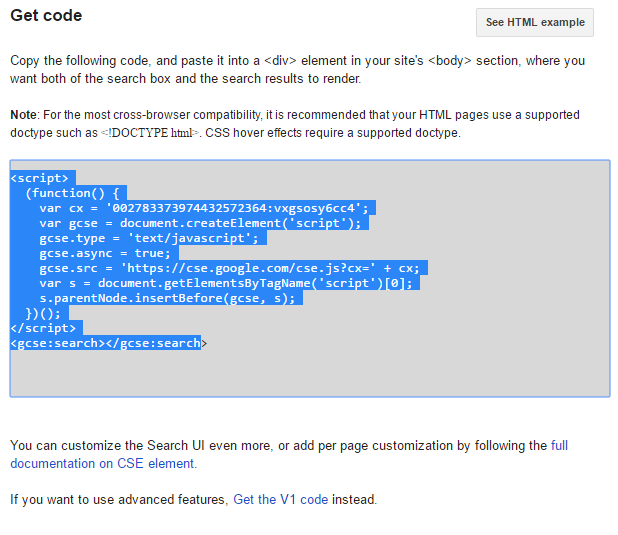 Get code
See HTML example
Copy the following code, and paste it into a <div> element in your site's <body> section, where you
want both of the search box and the search results to render.
Note: For the most cross-browser compatibility, it is recommended that your HTML pages use a supported
doctype such as <!DOCTYPE html>. CSS hover effects require a supported doctype.
<script>
  (function() {
    var cx = '002783373974432572364:vxgsosy6cc4';
    var gcse = document.createElement('script');
    gcse.type = 'text/javascript';
    gcse.async = true;
    gcse.src = 'https://cse.google.com/cse.js?cx=' + cx;
    var s = document.getElementsByTagName('script')[0];
    s.parentNode.insertBefore(gcse, s);
  })();
</script>
<gcse:search></gcse:search>
You can customize the Search UI even more, or add per page customization by following the full
documentation on CSE element.
If you want to use advanced features, Get the V1 code instead.